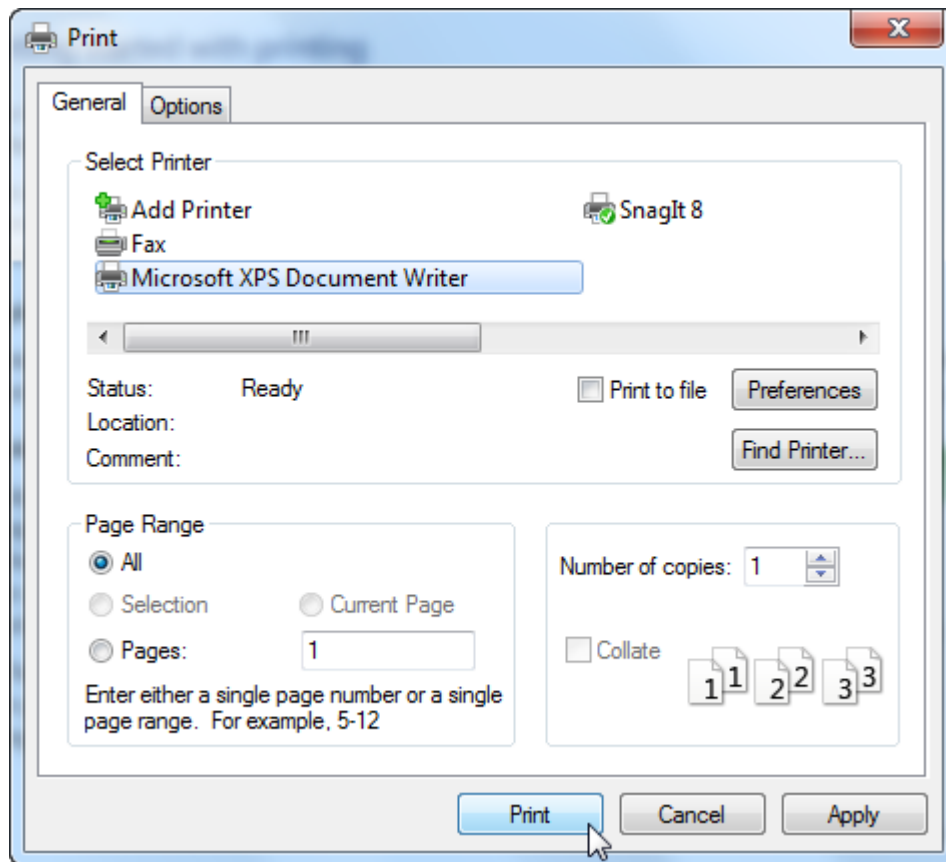 Print
General
Options
Select Printer
Add Printer
SnagIt 8
Fax
Microsoft XPS Document Writer
Status: Ready
Print to file
Preferences
Location:
Comment:
Find Printer...
Page Range
All
Selection
Current Page
Pages: 1
Enter either a single page number or a single
page range. For example, 5-12
Number of copies: 1
Collate
1 1 2 2 3 3
Print
Cancel
Apply